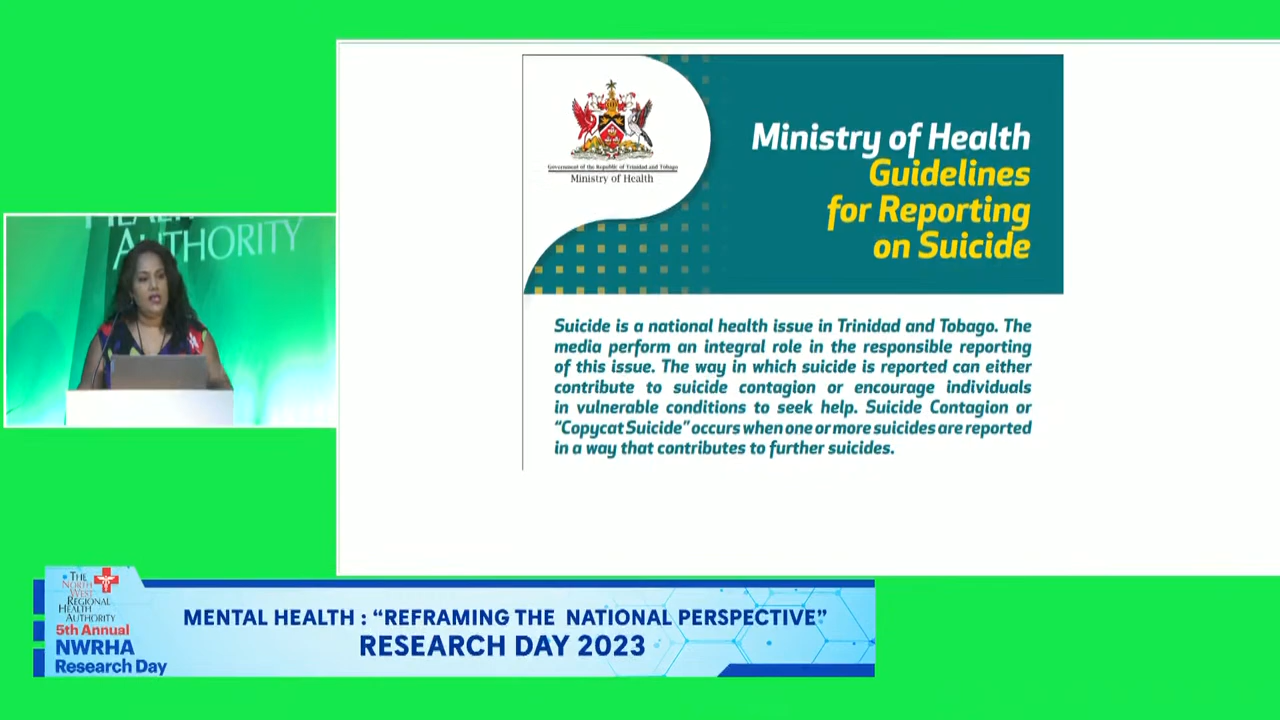 HEALTH
AUTHORITY
Government of the Republic of Trinidad and Tobago
Ministry of Health
Ministry of Health
Guidelines
for Reporting
on Suicide
Suicide is a national health issue in Trinidad and Tobago. The
media perform an integral role in the responsible reporting
of this issue. The way in which suicide is reported can either
contribute to suicide contagion or encourage individuals
in vulnerable conditions to seek help. Suicide Contagion or
“Copycat Suicide” occurs when one or more suicides are reported
in a way that contributes to further suicides.
THE
NORTH
WEST
REGIONAL
HEALTH
AUTHORITY
5th Annual
NWRHA
Research Day
MENTAL HEALTH : “REFRAMING THE NATIONAL PERSPECTIVE”
RESEARCH DAY 2023